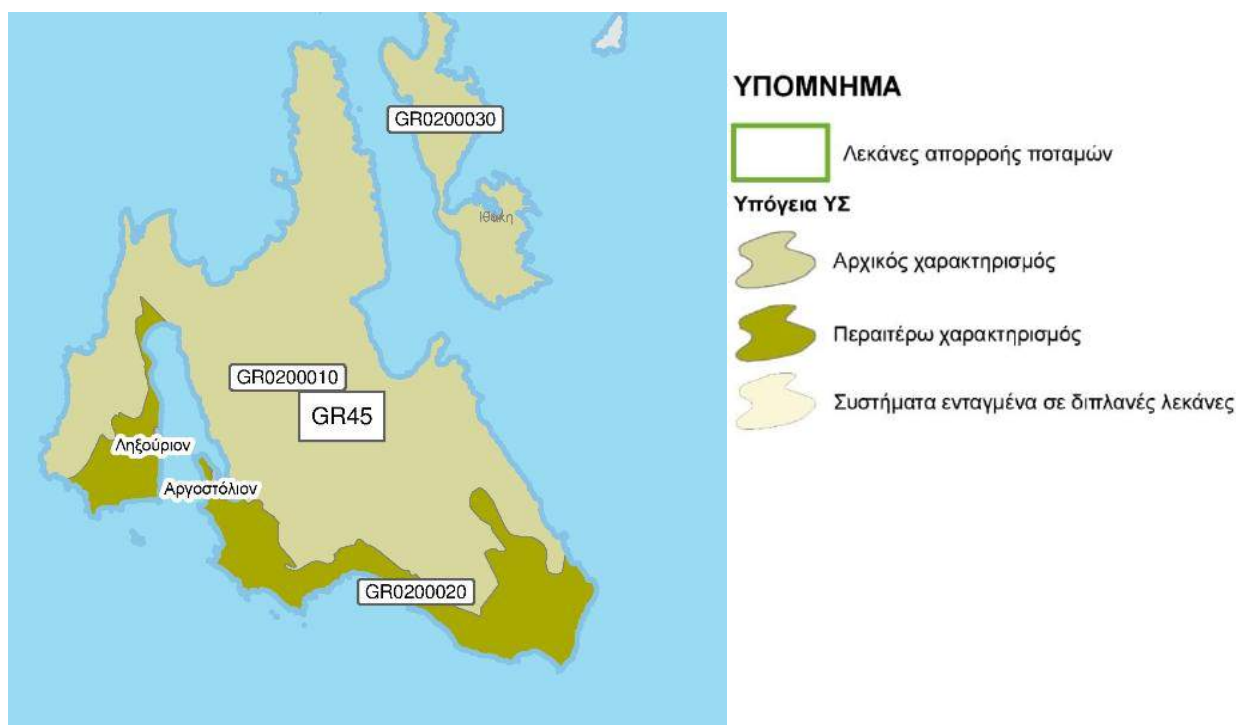 GR0200030
Ιθάκη
GR0200010
GR45
Ληξούριον
Αργοστόλιον
GR0200020
ΥΠΟΜΝΗΜΑ
Λεκάνες απορροής ποταμών
Υπόγεια ΥΣ
Αρχικός χαρακτηρισμός
Περαιτέρω χαρακτηρισμός
Συστήματα ενταγμένα σε διπλανές λεκάνες